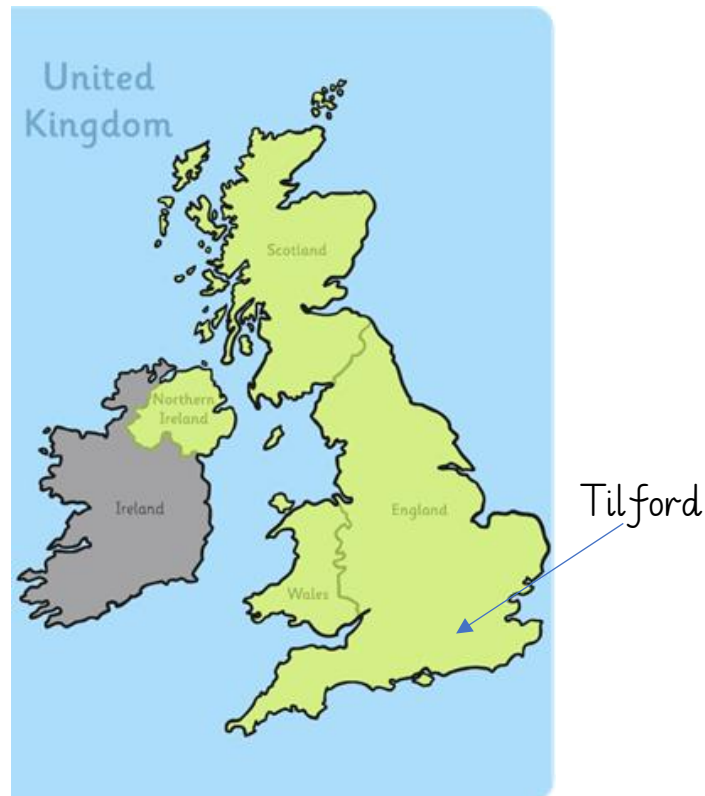 United
Kingdom
Scotland
Northern
Ireland
Ireland
England
Tilford
Wales